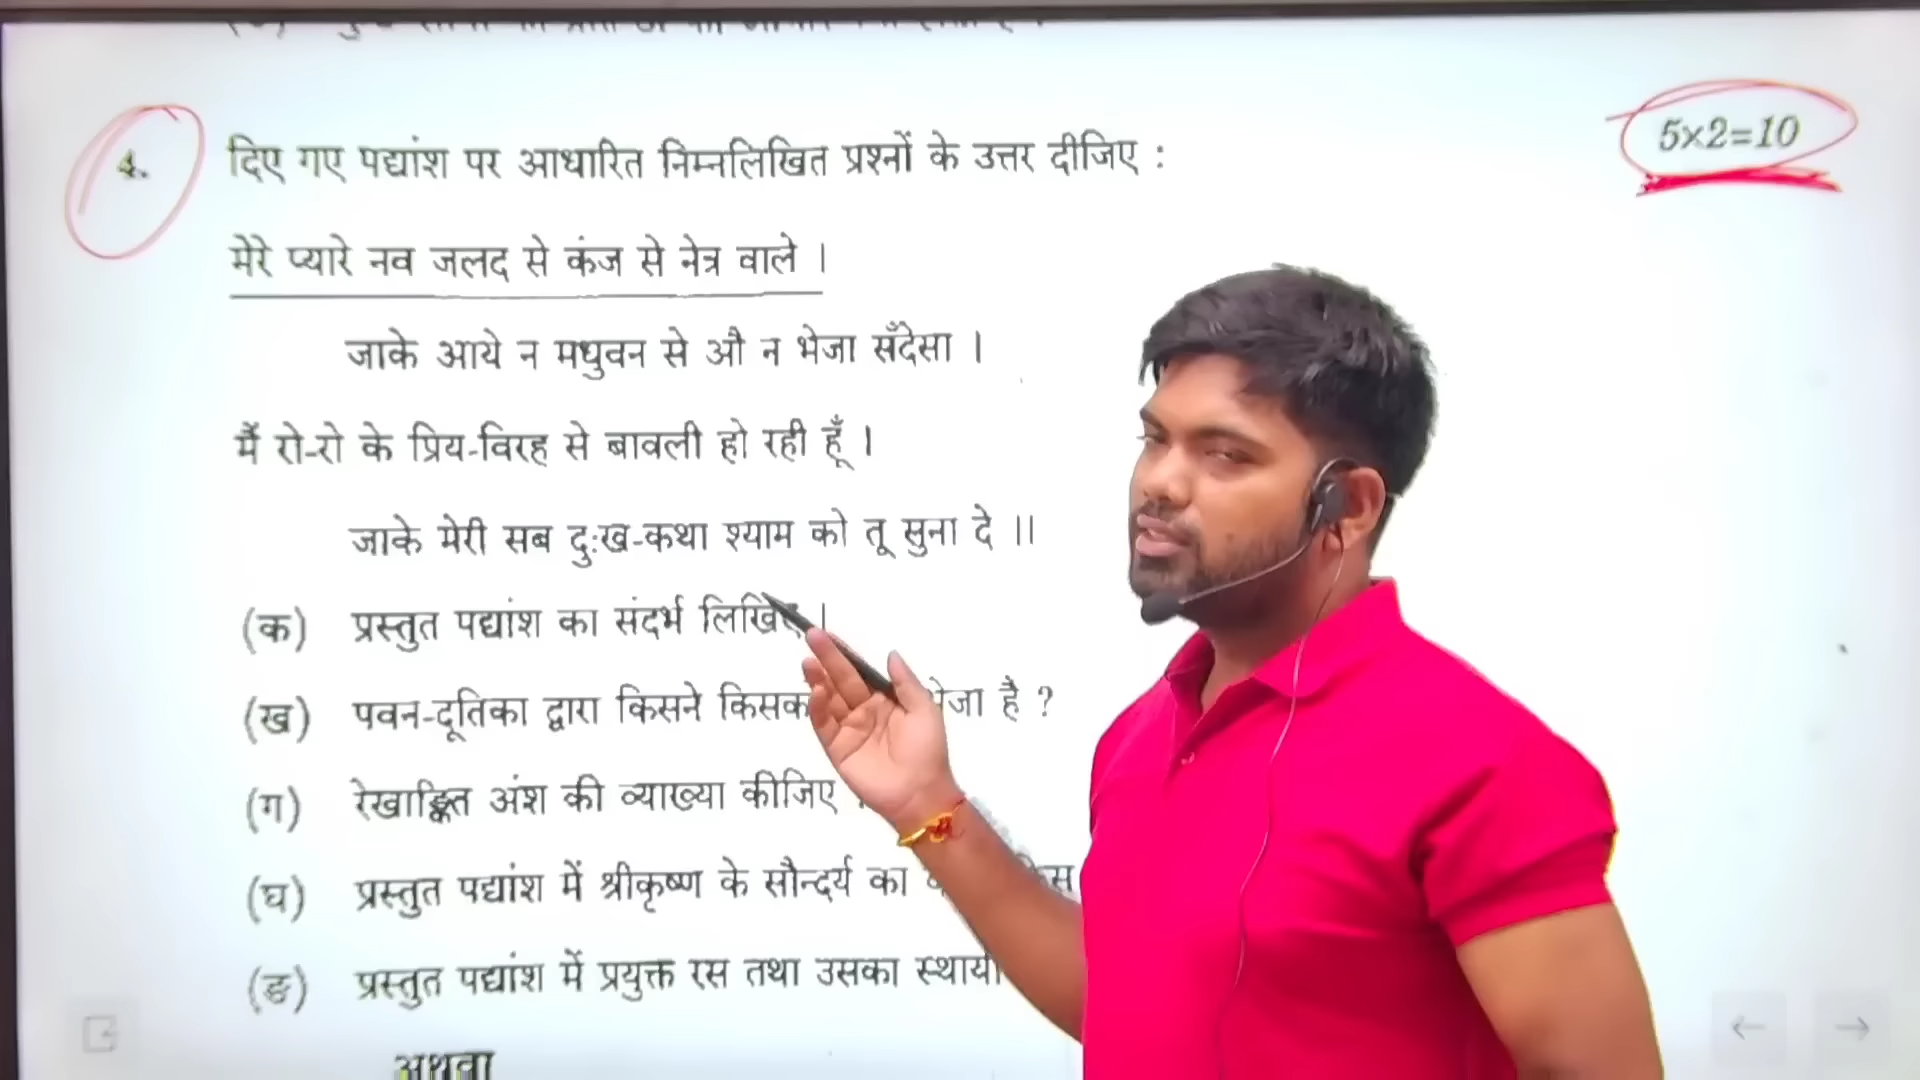 4. दिए गए पद्यांश पर आधारित निम्नलिखित प्रश्नों के उत्तर दीजिए : 5×2=10
मेरे प्यारे नव जलद से कंज से नेत्र वाले ।
जाके आये न मधुवन से औ न भेजा सँदेसा ।
मैं रो-रो के प्रिय-विरह से बावली हो रही हूँ ।
जाके मेरी सब दुःख-कथा श्याम को तू सुना दे ।।
(क) प्रस्तुत पद्यांश का संदर्भ लिखिए ।
(ख) पवन-दूतिका द्वारा किसने है ?
(ग) रेखाङ्कित अंश की व्याख्या कीजिए
(घ) प्रस्तुत पद्यांश में श्रीकृष्ण के सौन्दर्य का
(ङ) प्रस्तुत पद्यांश में प्रयुक्त रस तथा उसका स्थायी
अथवा